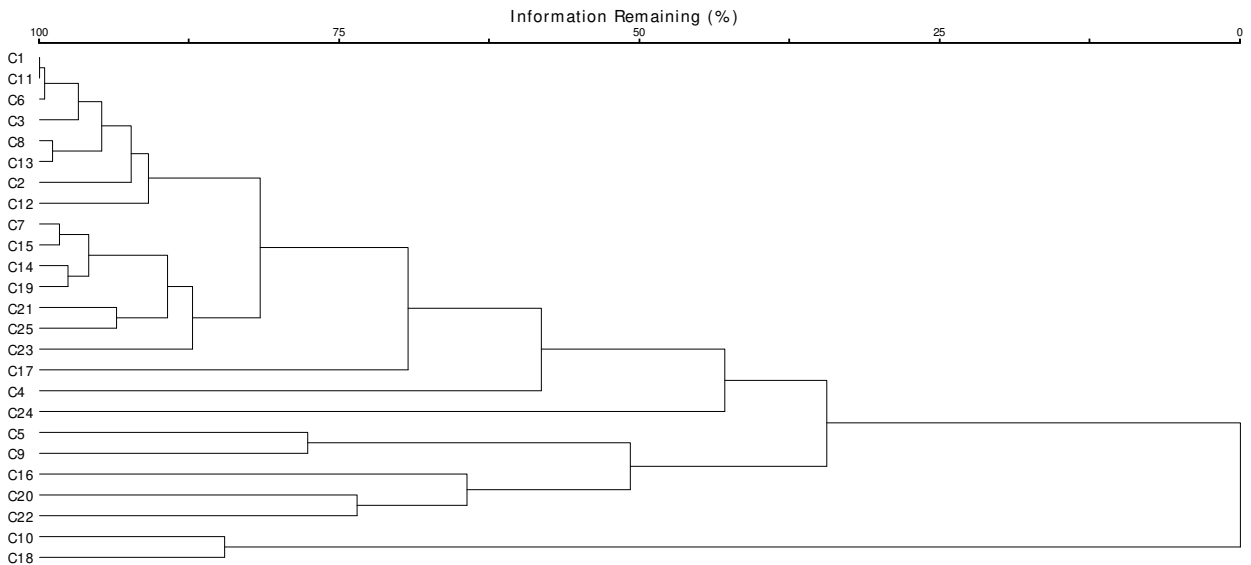 Information Remaining (%)
100 75 50 25 0
C1
C11
C6
C3
C8
C13
C2
C12
C7
C15
C14
C19
C21
C25
C23
C17
C4
C24
C5
C9
C16
C20
C22
C10
C18